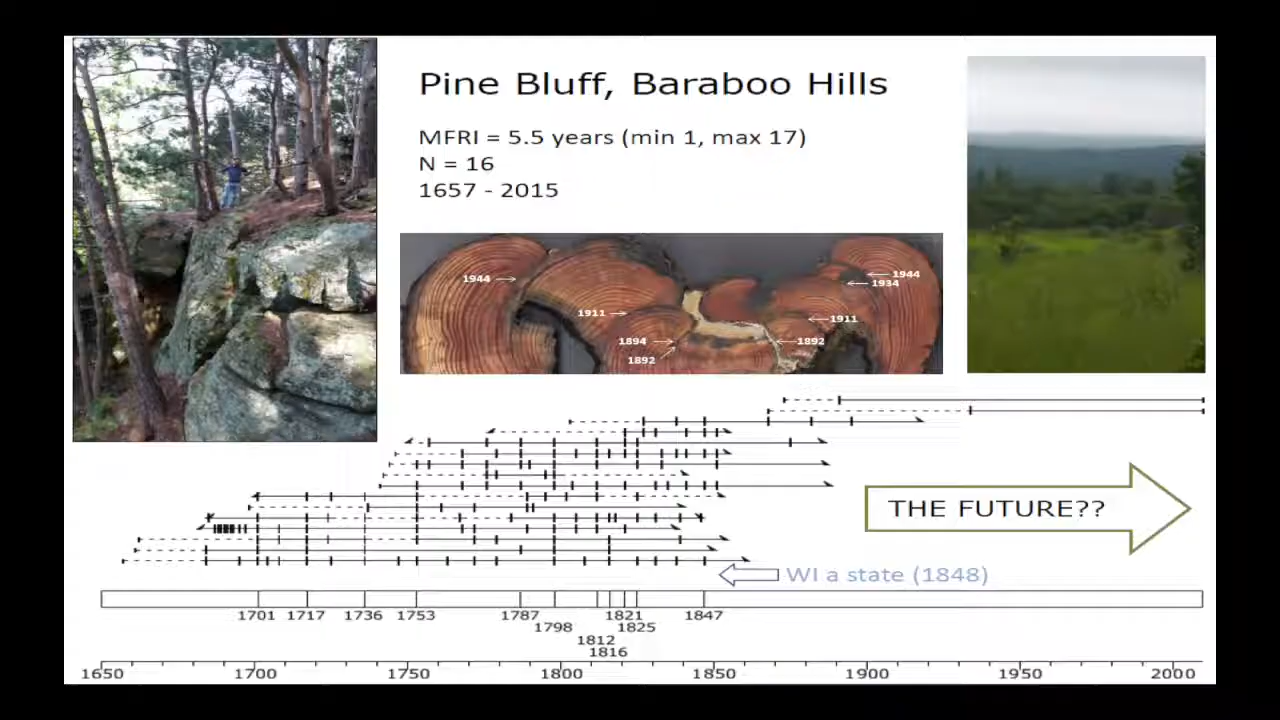 Pine Bluff, Baraboo Hills
MFRI = 5.5 years (min 1, max 17)
N = 16
1657 - 2015
1944
1911
1894
1892
1944
1934
1911
1892
THE FUTURE??
WI a state (1848)
1701 1717 1736 1753 1787 1821 1847
1798 1825
1812
1816
1650 1700 1750 1800 1850 1900 1950 2000